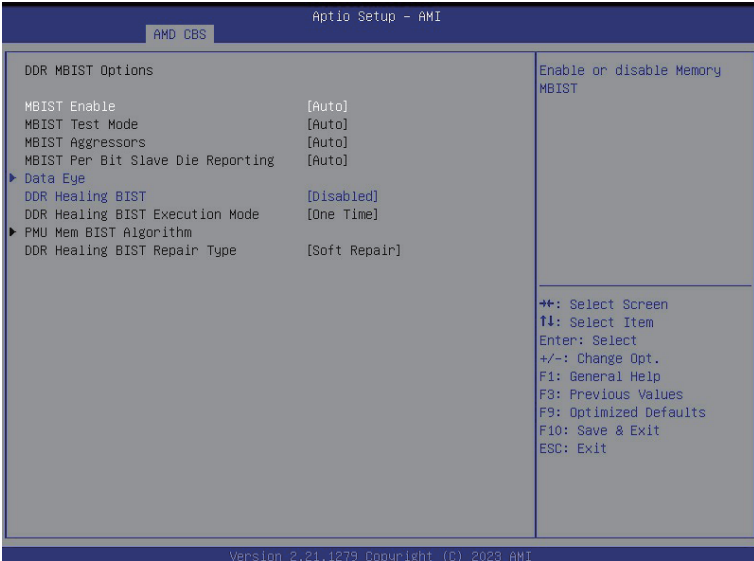 Aptio Setup - AMI
AMD CBS
DDR MBIST Options
MBIST Enable [Auto]
MBIST Test Mode [Auto]
MBIST Aggressors [Auto]
MBIST Per Bit Slave Die Reporting [Auto]
Data Eye
DDR Healing BIST [Disabled]
DDR Healing BIST Execution Mode [One Time]
PMU Mem BIST Algorithm
DDR Healing BIST Repair Type [Soft Repair]
Enable or disable Memory
MBIST
→←: Select Screen
↑↓: Select Item
Enter: Select
+/-: Change Opt.
F1: General Help
F3: Previous Values
F9: Optimized Defaults
F10: Save & Exit
ESC: Exit
Version 2.21.1279 Copyright (C) 2023 AMI